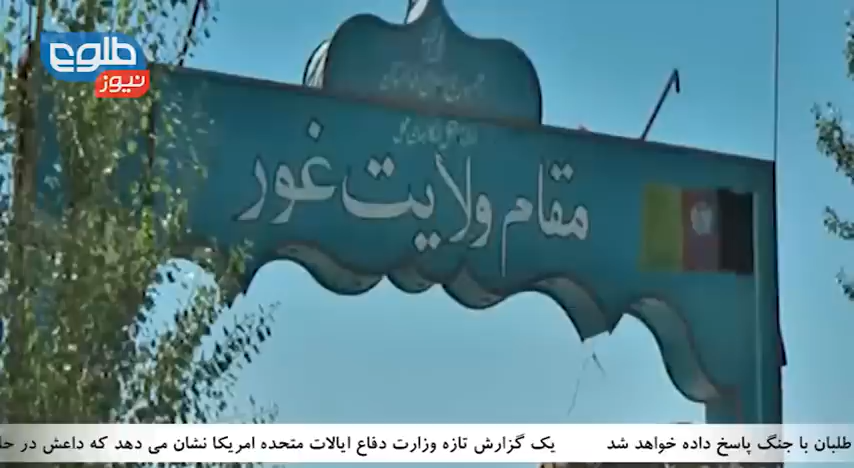 طلوع
نیوز
مقام ولایت غور
طلبان با جنگ پاسخ داده خواهد شد
یک گزارش تازه وزارت دفاع ایالات متحده امریکا نشان می دهد که داعش در